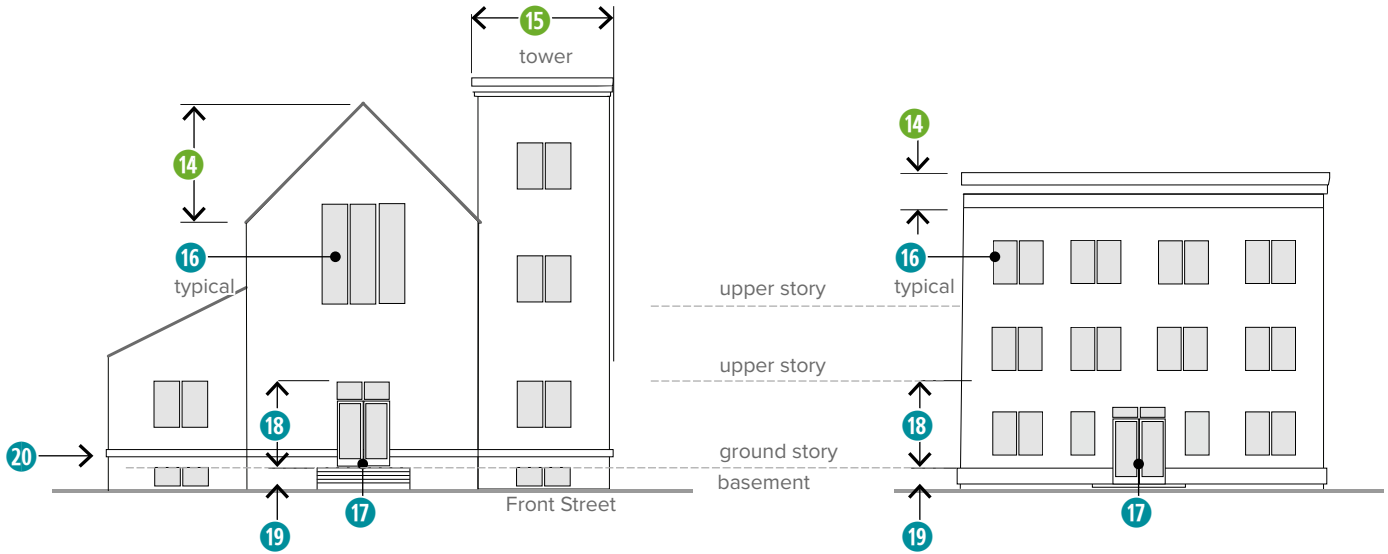 15
tower
14
14
16
typical
16
typical
upper story
upper story
18
18
20
ground story
basement
17
Front Street
17
19
19